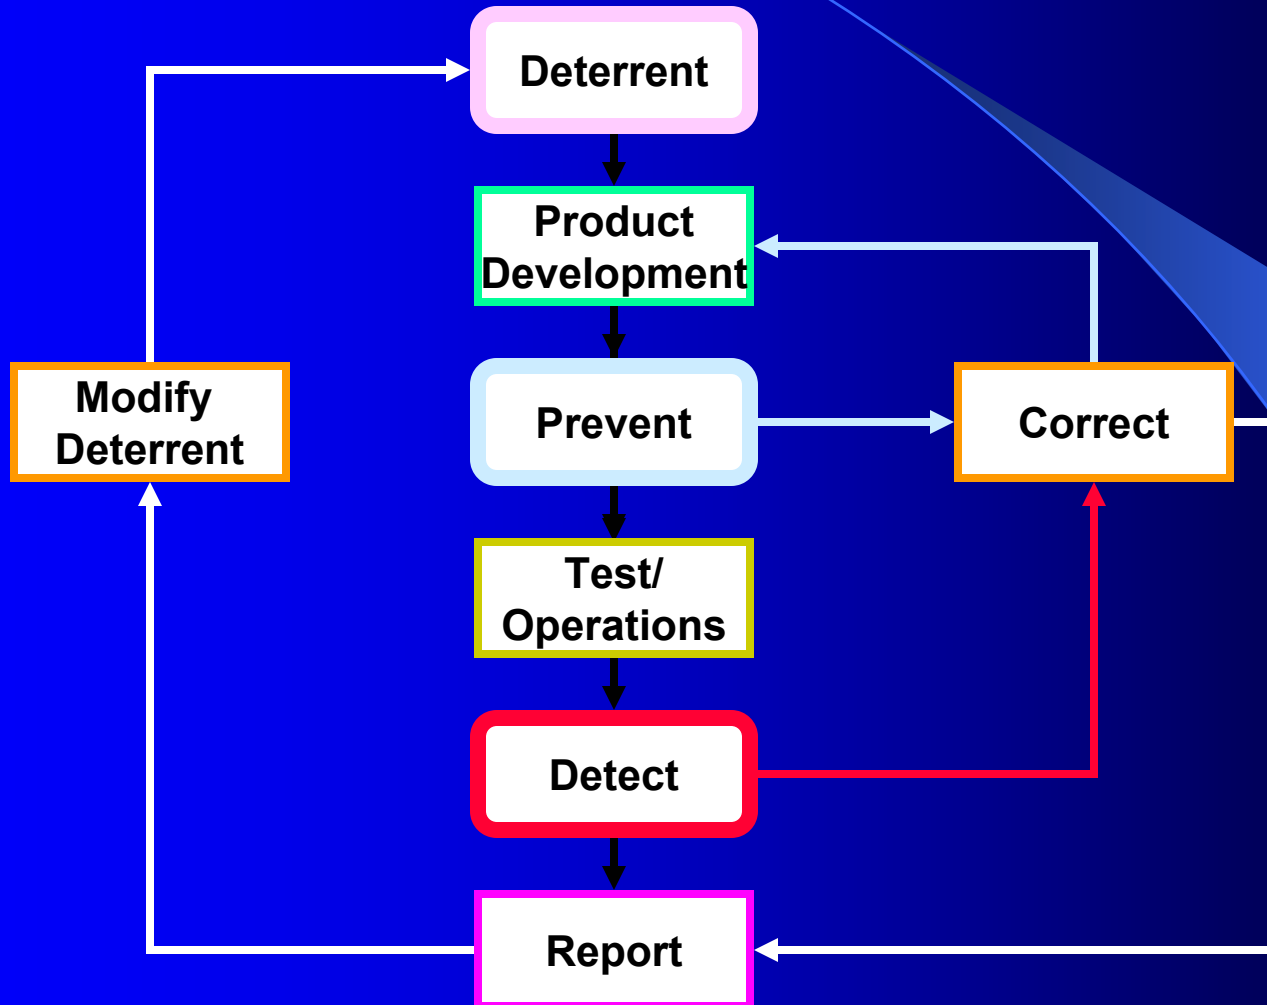 Deterrent
Product
Development
Modify
Deterrent
Prevent
Correct
Test/
Operations
Detect
Report